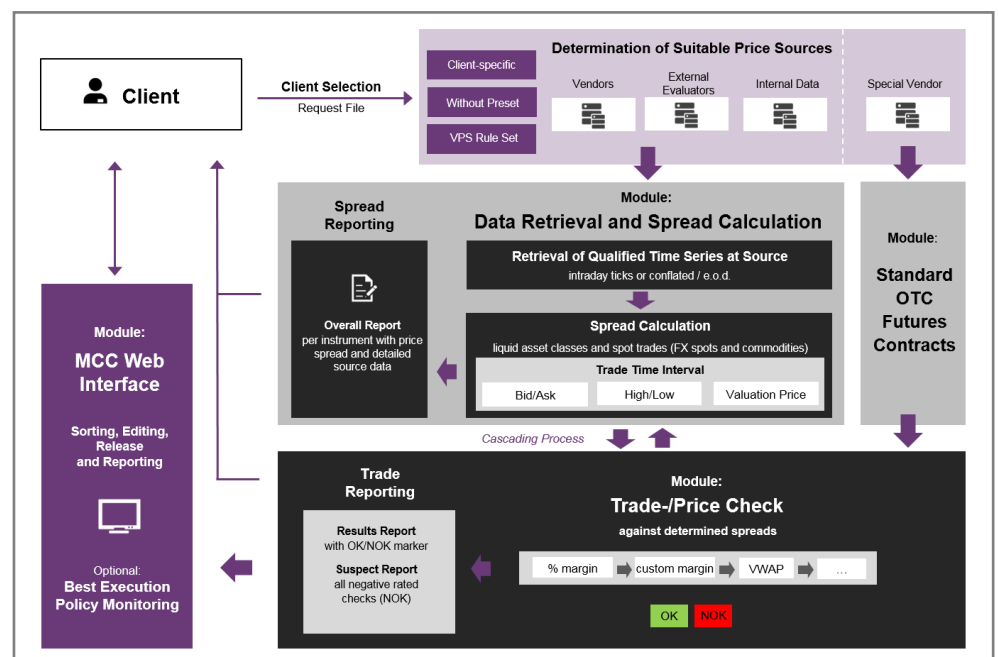 Client
Client Selection
Request File
Determination of Suitable Price Sources
Client-specific
Without Preset
VPS Rule Set
Vendors
External
Evaluators
Internal Data
Special Vendor
Spread
Reporting
Overall Report
per instrument with price
spread and detailed
source data
Module:
Data Retrieval and Spread Calculation
Retrieval of Qualified Time Series at Source
intraday ticks or conflated / e.o.d.
Spread Calculation
liquid asset classes and spot trades (FX spots and commodities)
Trade Time Interval
Bid/Ask
High/Low
Valuation Price
Module:
Standard
OTC
Futures
Contracts
Cascading Process
Module:
MCC Web
Interface
Sorting, Editing,
Release
and Reporting
Optional:
Best Execution
Policy Monitoring
Trade
Reporting
Results Report
with OK/NOK marker
Suspect Report
all negative rated
checks (NOK)
Module:
Trade-/Price Check
against determined spreads
% margin
custom margin
VWAP
...
OK
NOK